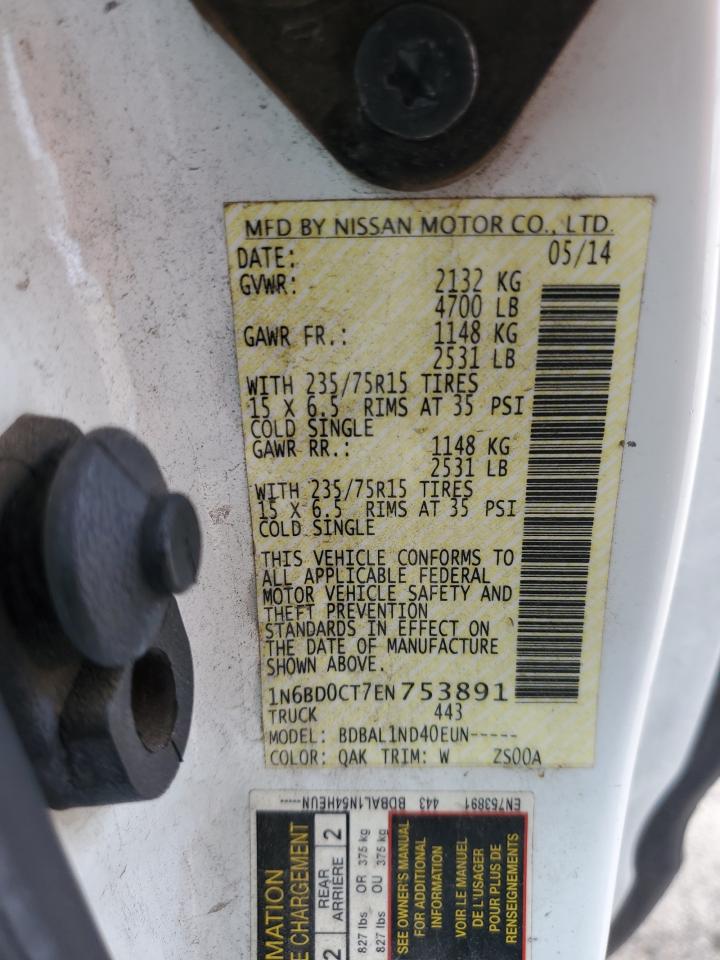 MFD BY NISSAN MOTOR CO., LTD.
DATE: 05/14
GVWR: 2132 KG
4700 LB
GAWR FR.: 1148 KG
2531 LB
WITH 235/75R15 TIRES
15 X 6.5 RIMS AT 35 PSI
COLD SINGLE
GAWR RR.: 1148 KG
2531 LB
WITH 235/75R15 TIRES
15 X 6.5 RIMS AT 35 PSI
COLD SINGLE
THIS VEHICLE CONFORMS TO
ALL APPLICABLE FEDERAL
MOTOR VEHICLE SAFETY AND
THEFT PREVENTION
STANDARDS IN EFFECT ON
THE DATE OF MANUFACTURE
SHOWN ABOVE.
1N6BD0CT7EN753891
TRUCK 443
MODEL: BDBAL1ND40EUN-----
COLOR: QAK TRIM: W ZS00A
EN753891 443 BDBAL1N54HEUN-----
MATION
E CHARGEMENT
2
REAR
ARRIÈRE
2
827 lbs OR 375 kg
827 lbs OU 375 kg
SEE OWNER'S MANUAL
FOR ADDITIONAL
INFORMATION
VOIR LE MANUEL
DE L'USAGER
POUR PLUS DE
RENSEIGNEMENTS